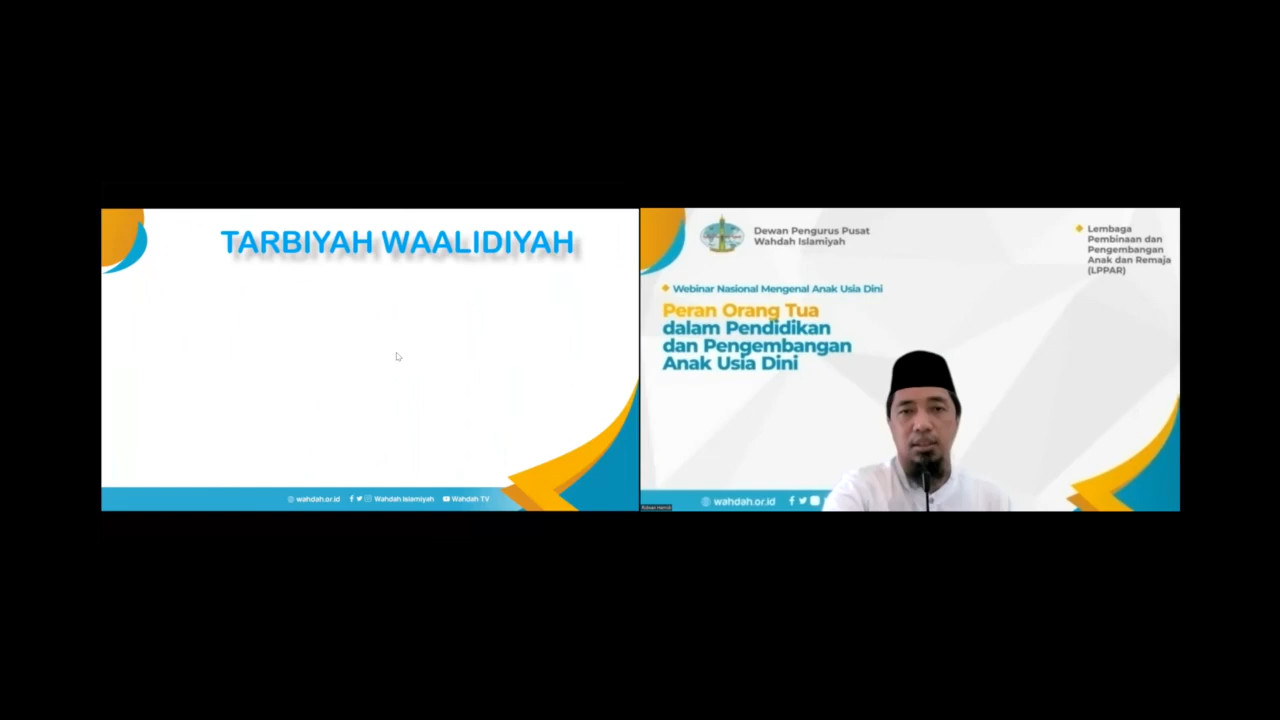 TARBIYAH WAALIDIYAH
wahdah.or.id Wahdah Islamiyah Wahdah TV
Dewan Pengurus Pusat
Wahdah Islamiyah
Lembaga
Pembinaan dan
Pengembangan
Anak dan Remaja
(LPPAR)
Webinar Nasional Mengenal Anak Usia Dini
Peran Orang Tua
dalam Pendidikan
dan Pengembangan
Anak Usia Dini
wahdah.or.id